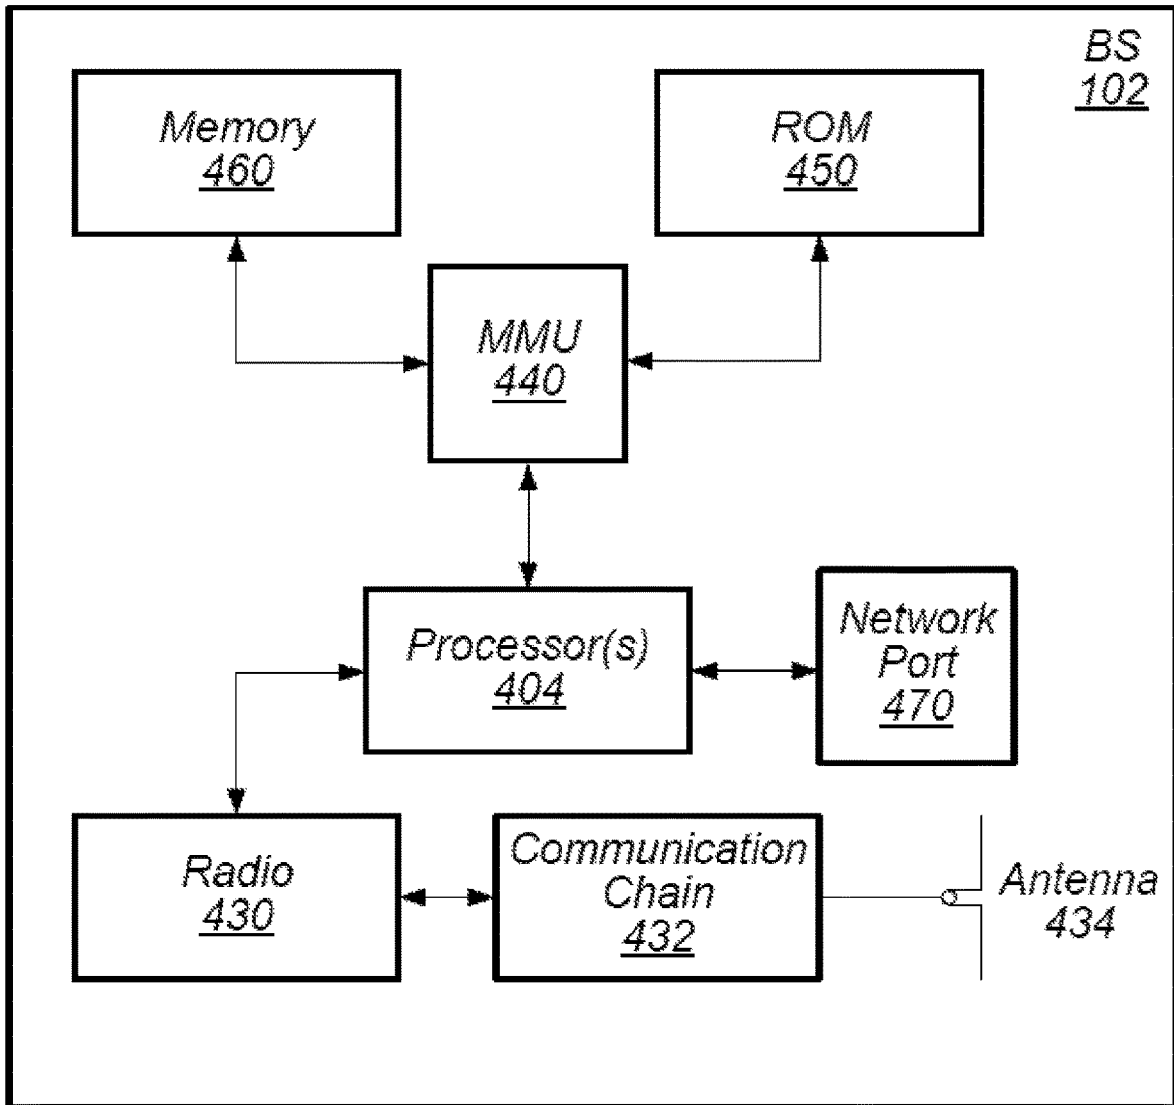 BS
102
Memory
460
ROM
450
MMU
440
Processor(s)
404
Network
Port
470
Radio
430
Communication
Chain
432
Antenna
434